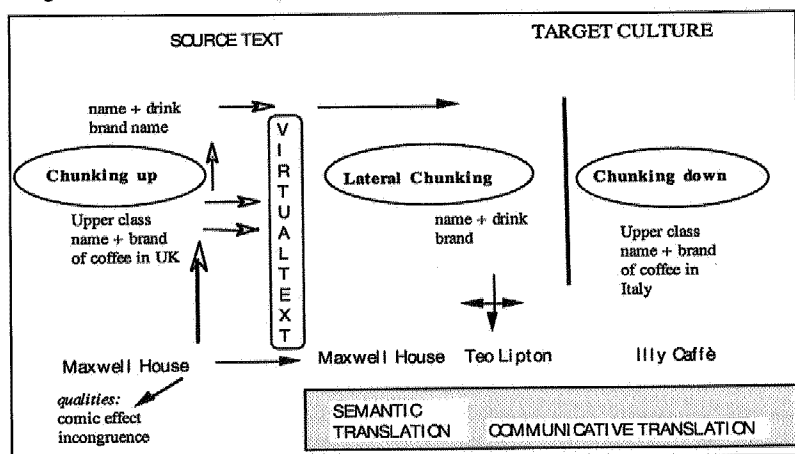 SOURCE TEXT
TARGET CULTURE
name + drink
brand name
Chunking up
Upper class
name + brand
of coffee in UK
Maxwell House
qualities:
comic effect
incongruence
VIRTUALTEXT
Lateral Chunking
name + drink
brand
Maxwell House
Teo Lipton
Chunking down
Upper class
name + brand
of coffee in
Italy
Illy Caffè
SEMANTIC
TRANSLATION
COMMUNICATIVE TRANSLATION